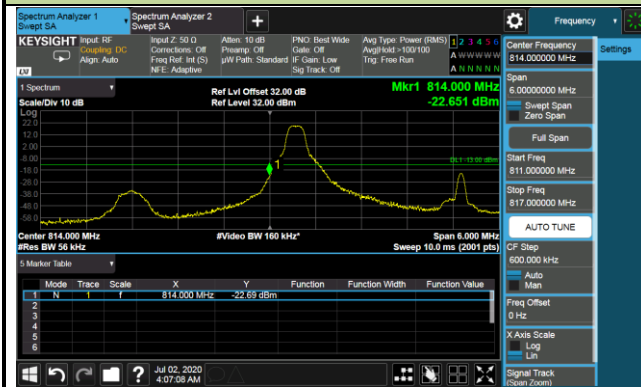 Spectrum Analyzer 1
Swept SA
Spectrum Analyzer 2
Swept SA
+
Frequency
KEYSIGHT
Input: RF
Coupling: DC
Align: Auto
Input Z: 50 Ω
Corrections: Off
Freq Ref: Int (S)
NFE: Adaptive
Atten: 10 dB
Preamp: Off
µW Path: Standard
PNO: Best Wide
Gate: Off
IF Gain: Low
Sig Track: Off
Avg Type: Power (RMS)
Avg|Hold:>100/100
Trig: Free Run
1 2 3 4 5 6
A W W W W W
A N N N N N
1 Spectrum
Scale/Div 10 dB
Log
Ref Lvl Offset 32.00 dB
Ref Level 32.00 dBm
Mkr1 814.000 MHz
-22.651 dBm
22.0
12.0
2.00
-8.00
-18.0
-28.0
-38.0
-48.0
-58.0
1
DL1 -13.00 dBm
Center 814.000 MHz
#Res BW 56 kHz
#Video BW 160 kHz*
Span 6.000 MHz
Sweep 10.0 ms (2001 pts)
5 Marker Table
Mode Trace Scale X Y Function Function Width Function Value
1 N 1 f 814.000 MHz -22.69 dBm
2
3
4
5
6
Jul 02, 2020
4:07:08 AM
Center Frequency
814.000000 MHz
Settings
Span
6.00000000 MHz
Swept Span
Zero Span
Full Span
Start Freq
811.000000 MHz
Stop Freq
817.000000 MHz
AUTO TUNE
CF Step
600.000 kHz
Auto
Man
Freq Offset
0 Hz
X Axis Scale
Log
Lin
Signal Track
(Span Zoom)